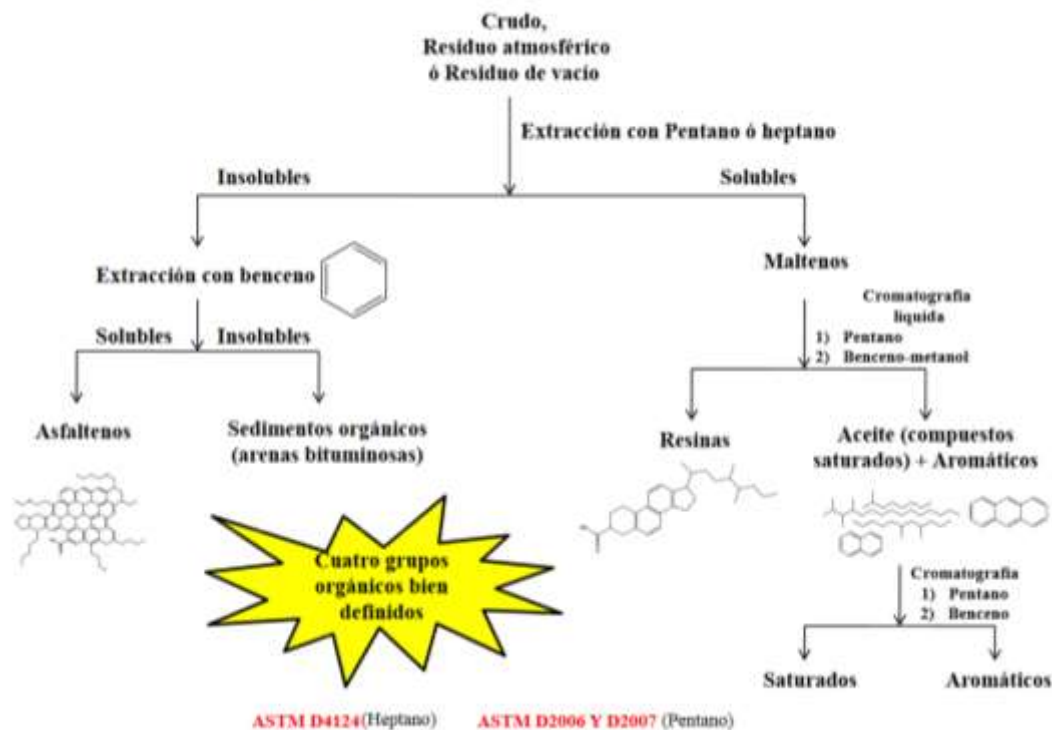 Crudo,
Residuo atmosférico
ó Residuo de vacio
Extracción con Pentano ó heptano
Insolubles
Solubles
Extracción con benceno
Maltenos
Cromatografia
liquida
1) Pentano
2) Benceno-metanol
Solubles
Insolubles
Asfaltenos
Sedimentos orgánicos
(arenas bituminosas)
Resinas
Aceite (compuestos
saturados) + Aromáticos
Cuatro grupos
orgánicos bien
definidos
Cromatografia
1) Pentano
2) Benceno
Saturados
Aromáticos
ASTM D4124(Heptano)
ASTM D2006 Y D2007 (Pentano)